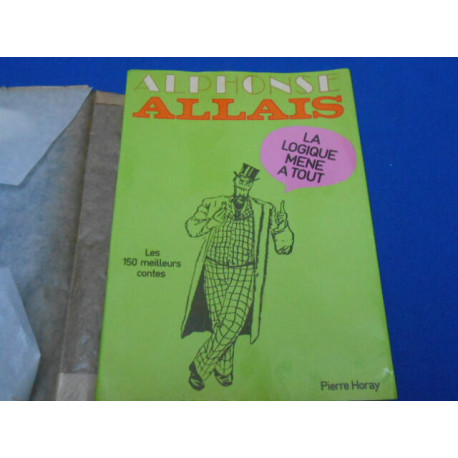 ALPHONSE
ALLAIS
LA
LOGIQUE
MENE
A TOUT
Les
150 meilleurs
contes
Pierre Horay